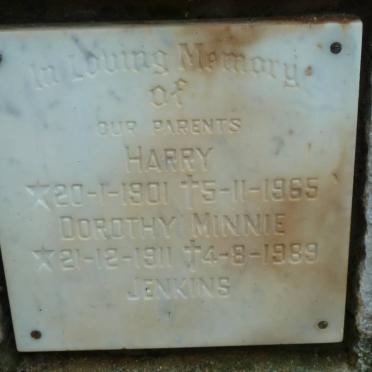 In Loving Memory
of
OUR PARENTS
HARRY
☆20-1-1901 ✝5-11-1965
DOROTHY MINNIE
☆21-12-1911 ✝4-8-1989
JENKINS